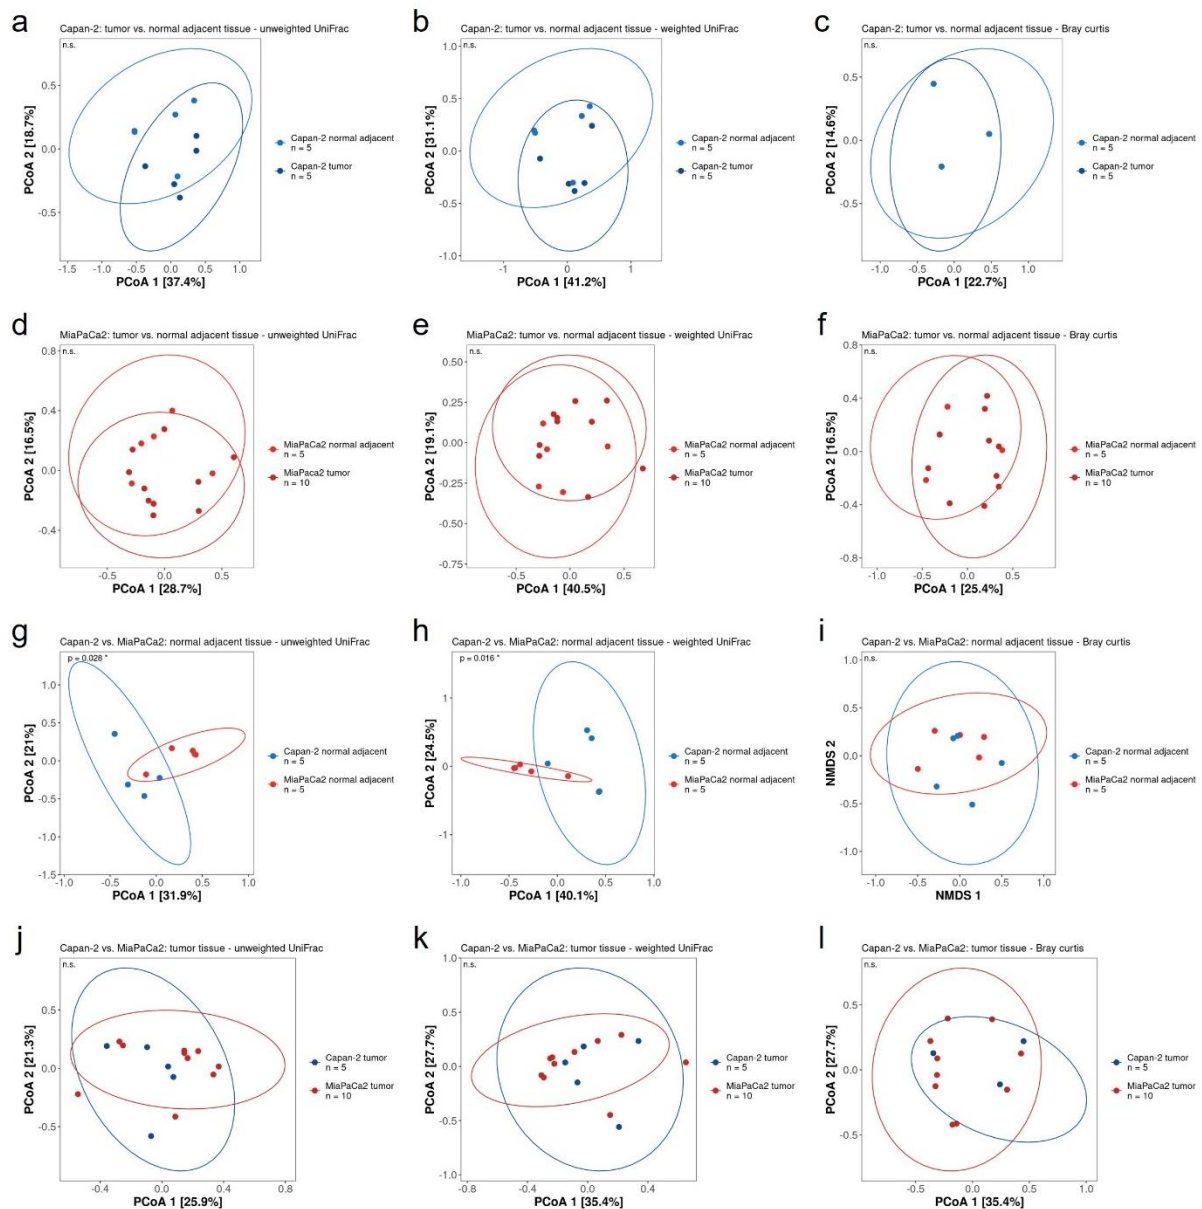 a
Capan-2: tumor vs. normal adjacent tissue - unweighted UniFrac
n.s.
0.5
0.0
-0.5
PCoA 2 [18.7%]
-1.5 -1.0 -0.5 0.0 0.5 1.0
PCoA 1 [37.4%]
Capan-2 normal adjacent
n = 5
Capan-2 tumor
n = 5
b
Capan-2: tumor vs. normal adjacent tissue - weighted UniFrac
n.s.
1.0
0.5
0.0
-0.5
-1.0
PCoA 2 [31.1%]
-1 0 1
PCoA 1 [41.2%]
Capan-2 normal adjacent
n = 5
Capan-2 tumor
n = 5
c
Capan-2: tumor vs. normal adjacent tissue - Bray curtis
n.s.
0.5
0.0
-0.5
PCoA 2 [14.6%]
-1.0 -0.5 0.0 0.5 1.0
PCoA 1 [22.7%]
Capan-2 normal adjacent
n = 5
Capan-2 tumor
n = 5
d
MiaPaCa2: tumor vs. normal adjacent tissue - unweighted UniFrac
n.s.
0.8
0.4
0.0
-0.4
PCoA 2 [16.5%]
-0.5 0.0 0.5
PCoA 1 [28.7%]
MiaPaCa2 normal adjacent
n = 5
MiaPaca2 tumor
n = 10
e
MiaPaCa2: tumor vs. normal adjacent tissue - weighted UniFrac
n.s.
0.50
0.25
0.00
-0.25
-0.50
-0.75
PCoA 2 [19.1%]
-0.5 0.0 0.5
PCoA 1 [40.5%]
MiaPaCa2 normal adjacent
n = 5
MiaPaCa2 tumor
n = 10
f
MiaPaCa2: tumor vs. normal adjacent tissue - Bray curtis
n.s.
0.8
0.4
0.0
-0.4
-0.8
PCoA 2 [16.5%]
-1.0 -0.5 0.0 0.5
PCoA 1 [25.4%]
MiaPaCa2 normal adjacent
n = 5
MiaPaCa2 tumor
n = 10
g
Capan-2 vs. MiaPaCa2: normal adjacent tissue - unweighted UniFrac
p = 0.028 *
1.0
0.5
0.0
-0.5
-1.0
-1.5
PCoA 2 [21%]
-1.0 -0.5 0.0 0.5 1.0
PCoA 1 [31.9%]
Capan-2 normal adjacent
n = 5
MiaPaCa2 normal adjacent
n = 5
h
Capan-2 vs. MiaPaCa2: normal adjacent tissue - weighted UniFrac
p = 0.016 *
1
0
-1
PCoA 2 [24.5%]
-1.0 -0.5 0.0 0.5 1.0
PCoA 1 [40.1%]
Capan-2 normal adjacent
n = 5
MiaPaCa2 normal adjacent
n = 5
i
Capan-2 vs. MiaPaCa2: normal adjacent tissue - Bray curtis
n.s.
1.0
0.5
0.0
-0.5
-1.0
NMDS 2
-1.0 -0.5 0.0 0.5 1.0
NMDS 1
Capan-2 normal adjacent
n = 5
MiaPaCa2 normal adjacent
n = 5
j
Capan-2 vs. MiaPaCa2: tumor tissue - unweighted UniFrac
n.s.
0.5
0.0
-0.5
PCoA 2 [21.3%]
-0.4 0.0 0.4 0.8
PCoA 1 [25.9%]
Capan-2 tumor
n = 5
MiaPaCa2 tumor
n = 10
k
Capan-2 vs. MiaPaCa2: tumor tissue - weighted UniFrac
n.s.
1.0
0.5
0.0
-0.5
-1.0
PCoA 2 [27.7%]
-0.8 -0.4 0.0 0.4
PCoA 1 [35.4%]
Capan-2 tumor
n = 5
MiaPaCa2 tumor
n = 10
l
Capan-2 vs. MiaPaCa2: tumor tissue - Bray curtis
n.s.
0.5
0.0
-0.5
PCoA 2 [27.7%]
-0.5 0.0 0.5 1.0
PCoA 1 [35.4%]
Capan-2 tumor
n = 5
MiaPaCa2 tumor
n = 10